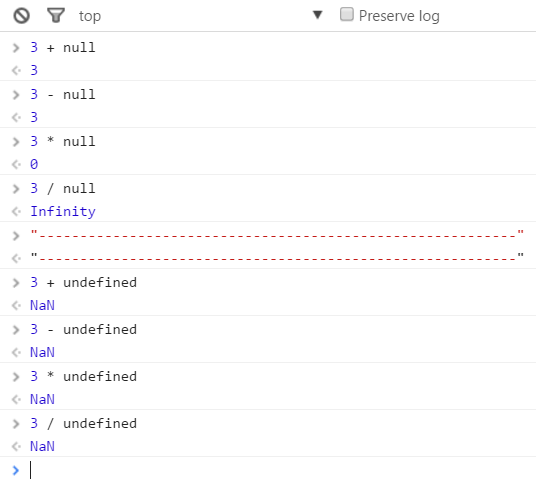 top Preserve log
3 + null
3
3 - null
3
3 * null
0
3 / null
Infinity
"----------------------------------------------------------"
"----------------------------------------------------------"
3 + undefined
NaN
3 - undefined
NaN
3 * undefined
NaN
3 / undefined
NaN